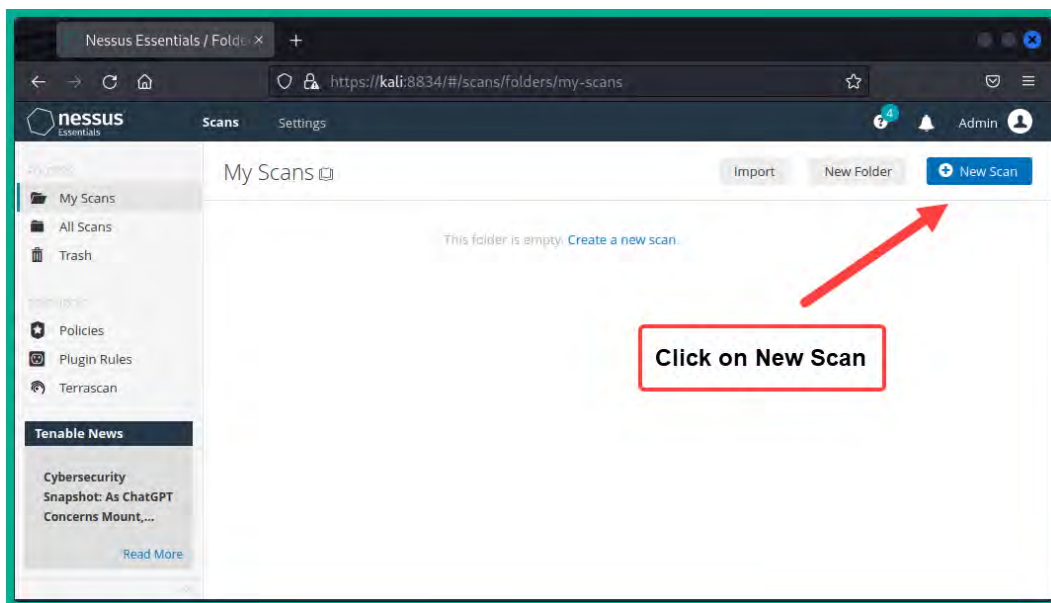 Nessus Essentials / Folde
https://kali:8834/#/scans/folders/my-scans
nessus
Essentials
Scans
Settings
4
Admin
FOLDERS
My Scans
All Scans
Trash
My Scans
Import
New Folder
New Scan
This folder is empty. Create a new scan.
Click on New Scan
Policies
Plugin Rules
Terrascan
Tenable News
Cybersecurity
Snapshot: As ChatGPT
Concerns Mount,...
Read More